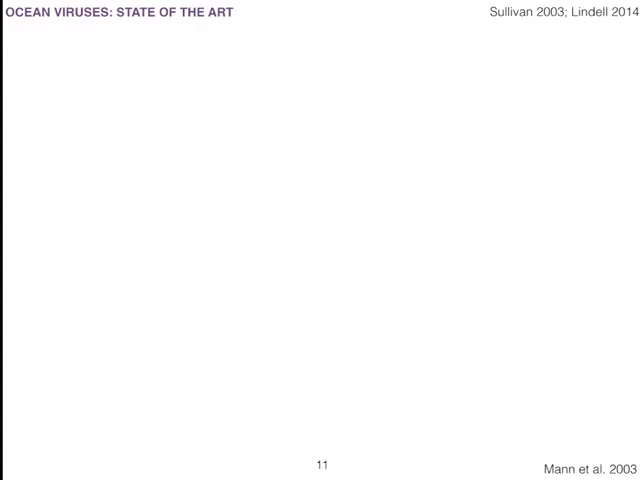 OCEAN VIRUSES: STATE OF THE ART
Sullivan 2003; Lindell 2014
11
Mann et al. 2003